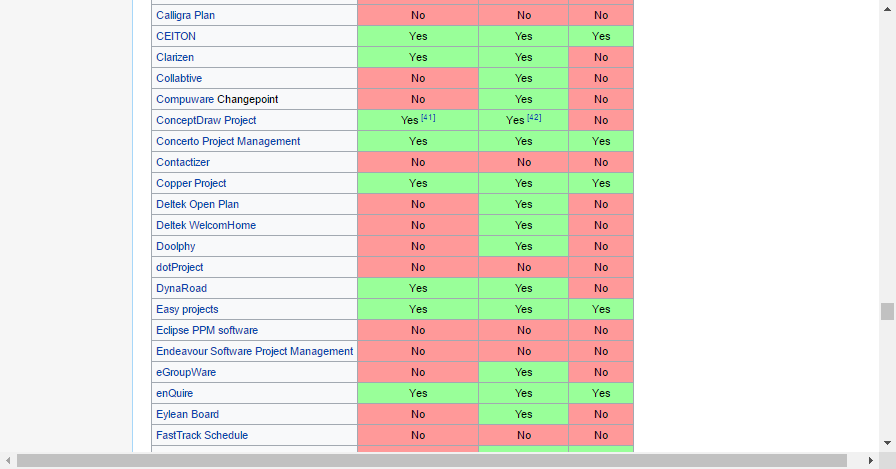 Calligra Plan No No No
CEITON Yes Yes Yes
Clarizen Yes Yes No
Collabtive No Yes No
Compuware Changepoint No Yes No
ConceptDraw Project Yes [41] Yes [42] No
Concerto Project Management Yes Yes Yes
Contactizer No No No
Copper Project Yes Yes Yes
Deltek Open Plan No Yes No
Deltek WelcomHome No Yes No
Doolphy No Yes No
dotProject No No No
DynaRoad Yes Yes No
Easy projects Yes Yes Yes
Eclipse PPM software No No No
Endeavour Software Project Management No No No
eGroupWare No Yes No
enQuire Yes Yes Yes
Eylean Board No Yes No
FastTrack Schedule No No No